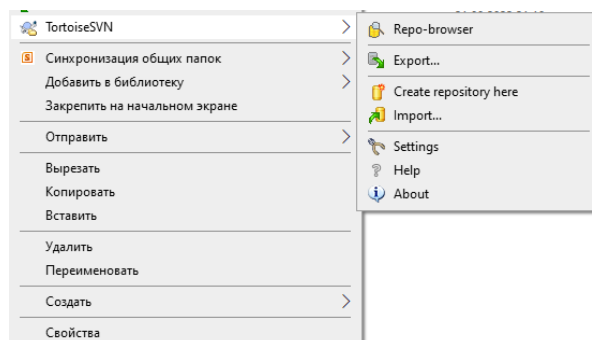 TortoiseSVN
Синхронизация общих папок
Добавить в библиотеку
Закрепить на начальном экране
Отправить
Вырезать
Копировать
Вставить
Удалить
Переименовать
Создать
Свойства
Repo-browser
Export...
Create repository here
Import...
Settings
Help
About